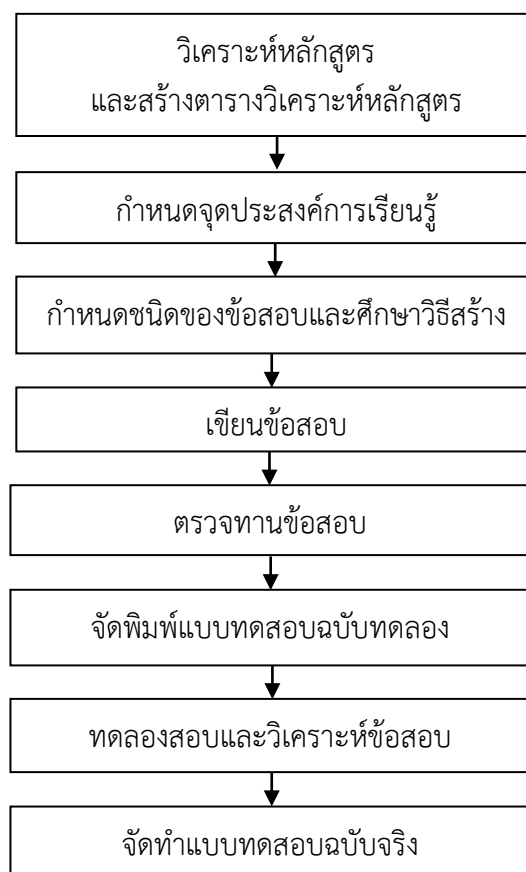 วิเคราะห์หลักสูตร
และสร้างตารางวิเคราะห์หลักสูตร
กำหนดจุดประสงค์การเรียนรู้
กำหนดชนิดของข้อสอบและศึกษาวิธีสร้าง
เขียนข้อสอบ
ตรวจทานข้อสอบ
จัดพิมพ์แบบทดสอบฉบับทดลอง
ทดลองสอบและวิเคราะห์ข้อสอบ
จัดทำแบบทดสอบฉบับจริง